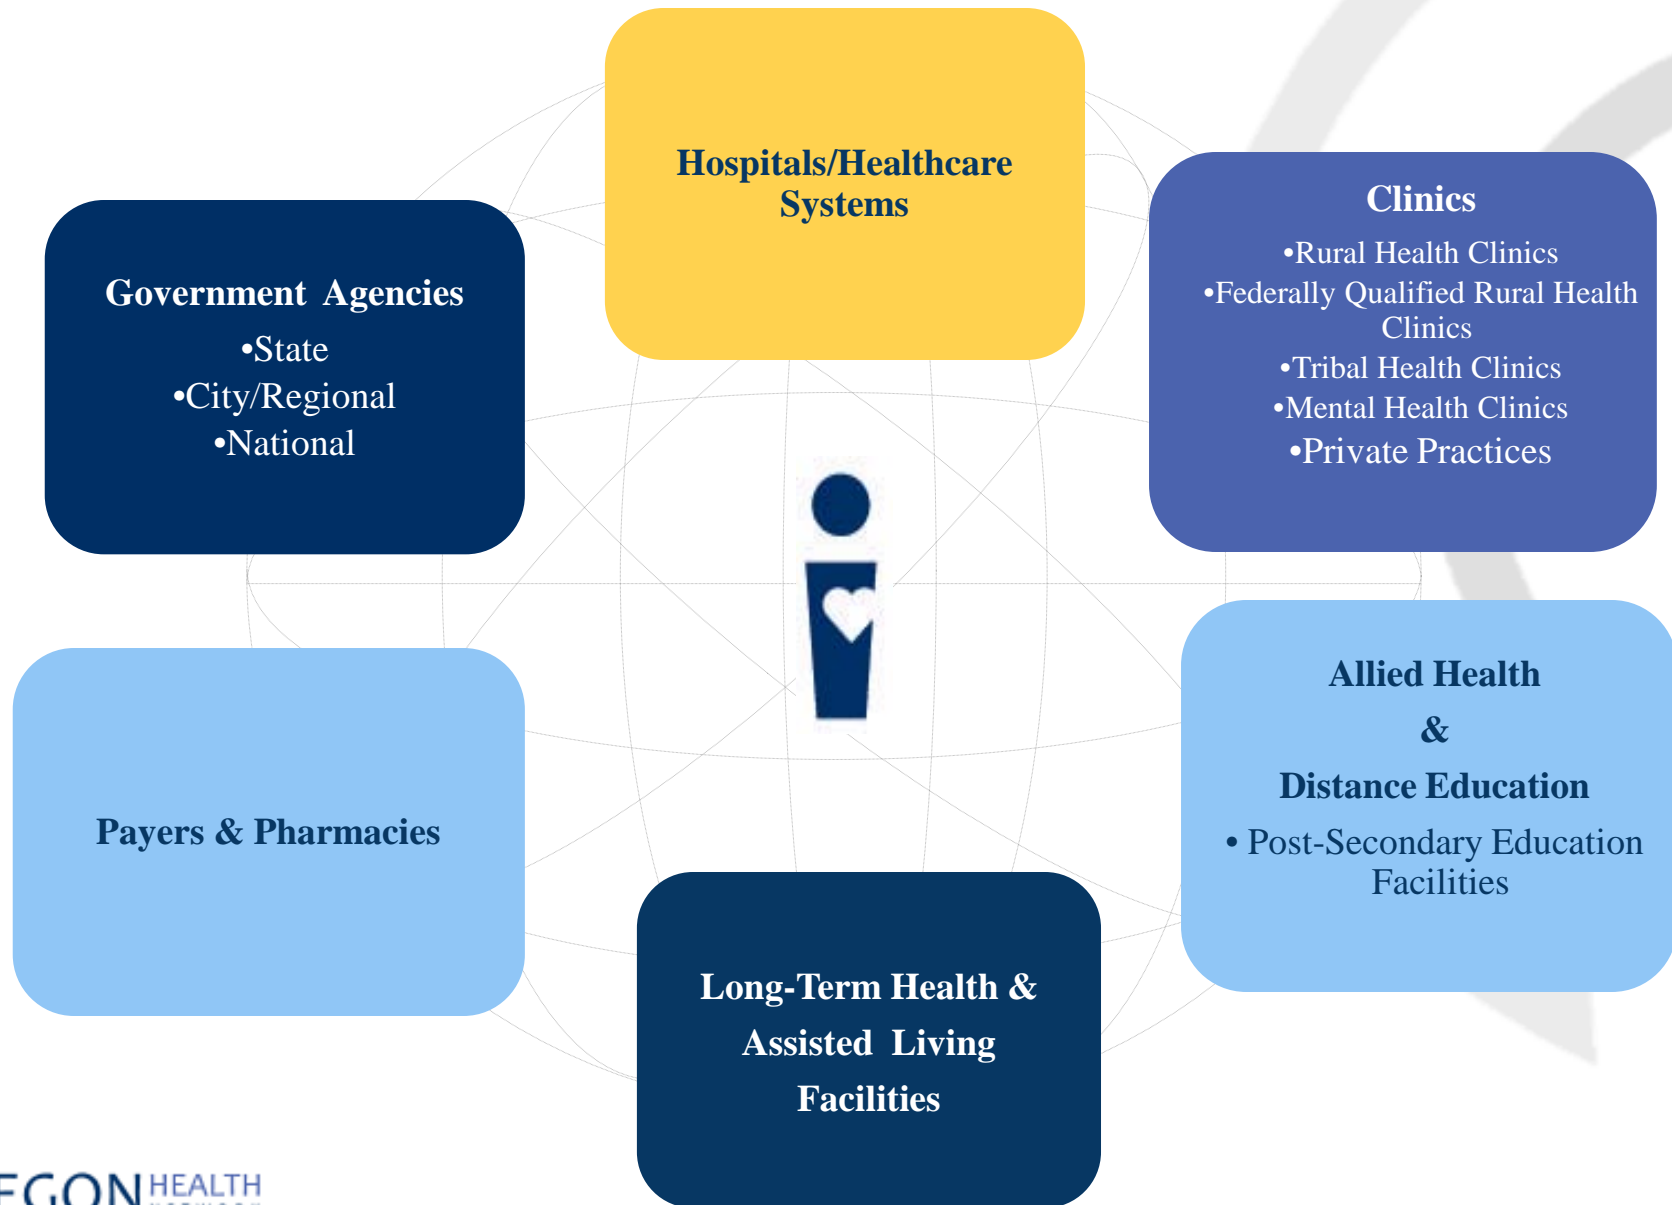 Hospitals/Healthcare
Systems
Government Agencies
•State
•City/Regional
•National
Clinics
•Rural Health Clinics
•Federally Qualified Rural Health
Clinics
•Tribal Health Clinics
•Mental Health Clinics
•Private Practices
Payers & Pharmacies
Allied Health
&
Distance Education
• Post-Secondary Education
Facilities
Long-Term Health &
Assisted Living
Facilities
EGON HEALTH